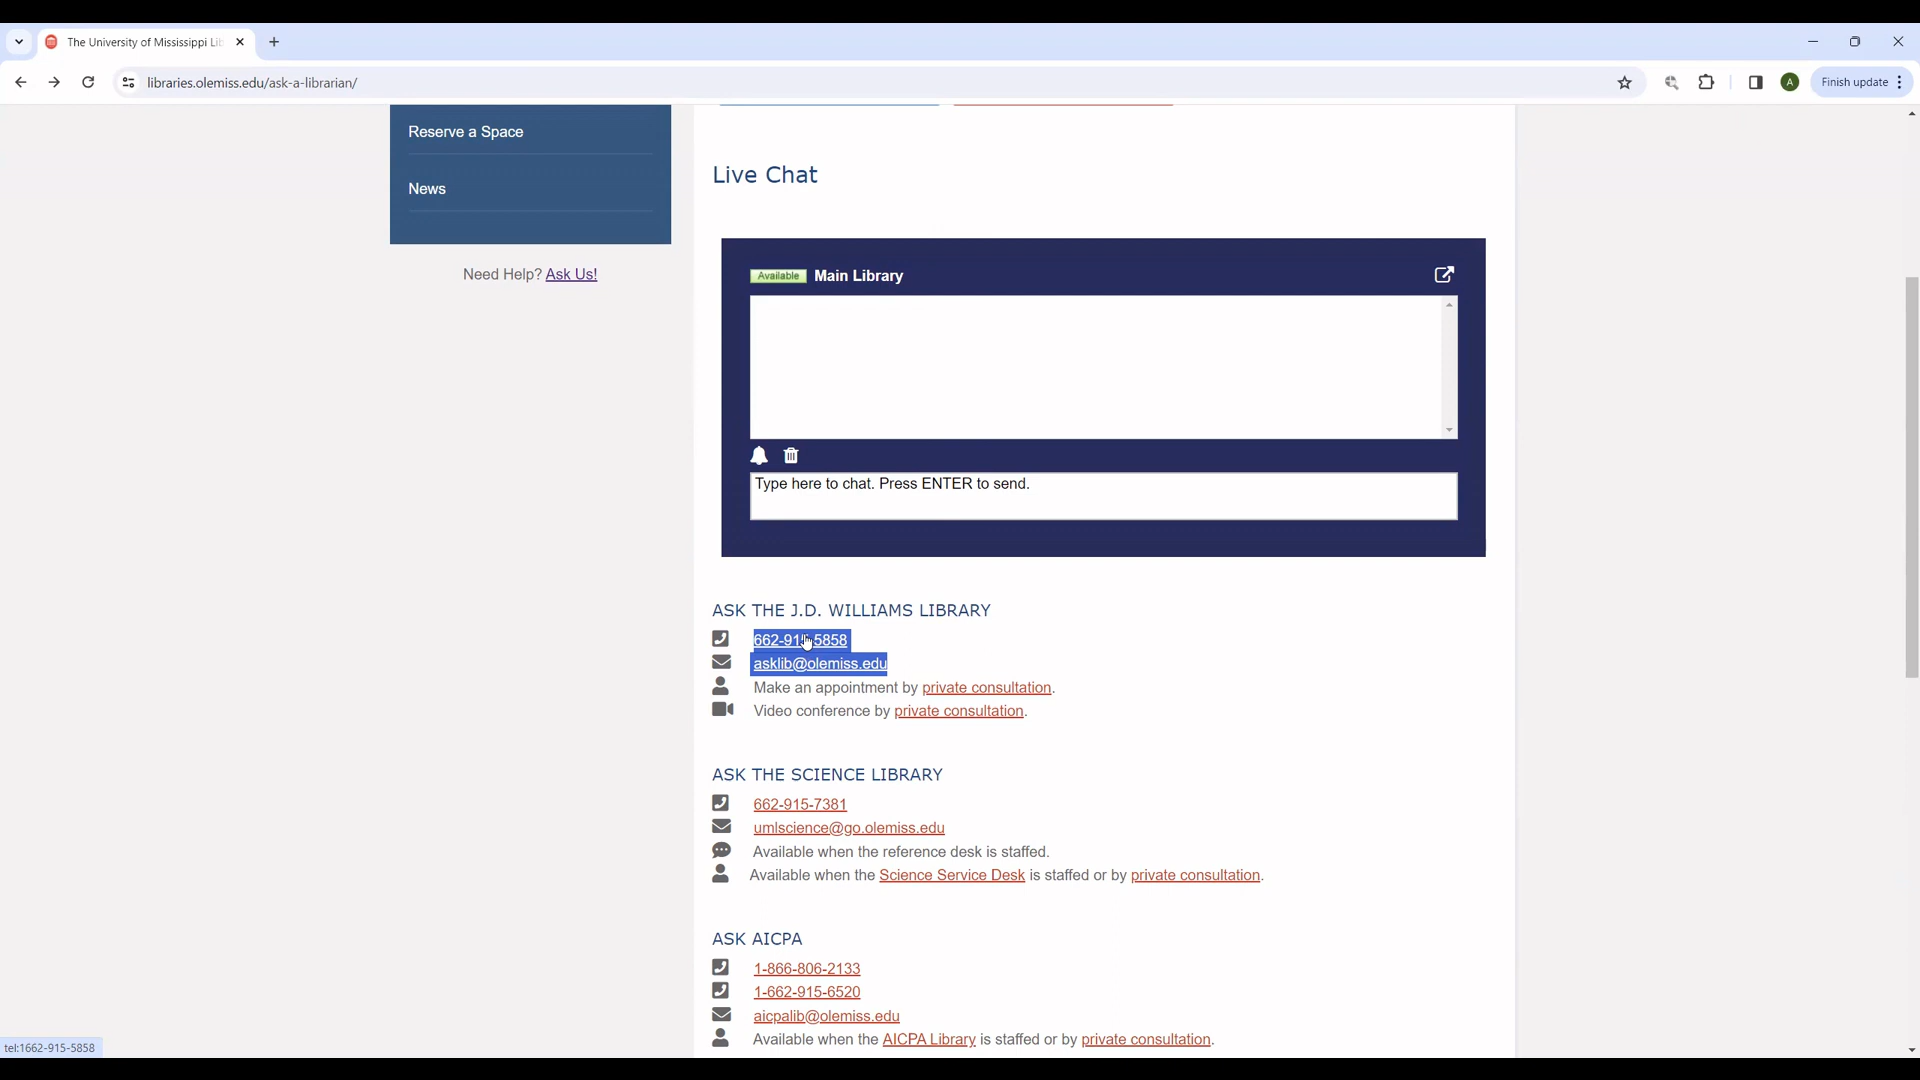 The University of Mississippi Lib
libraries.olemiss.edu/ask-a-librarian/
A
Finish update
Reserve a Space
News
Need Help? Ask Us!
Live Chat
Available Main Library
Type here to chat. Press ENTER to send.
ASK THE J.D. WILLIAMS LIBRARY
662-915-5858
asklib@olemiss.edu
Make an appointment by private consultation.
Video conference by private consultation.
ASK THE SCIENCE LIBRARY
662-915-7381
umlscience@go.olemiss.edu
Available when the reference desk is staffed.
Available when the Science Service Desk is staffed or by private consultation.
ASK AICPA
1-866-806-2133
1-662-915-6520
aicpalib@olemiss.edu
Available when the AICPA Library is staffed or by private consultation.
tel:1662-915-5858